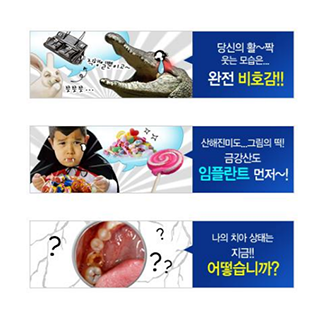 당신의 활~짝
웃는 모습은...
완전 비호감!!
산해진미도...그림의 떡!
금강산도
임플란트 먼저~!
?
?
?
?
나의 치아 상태는
지금!!
어떻습니까?